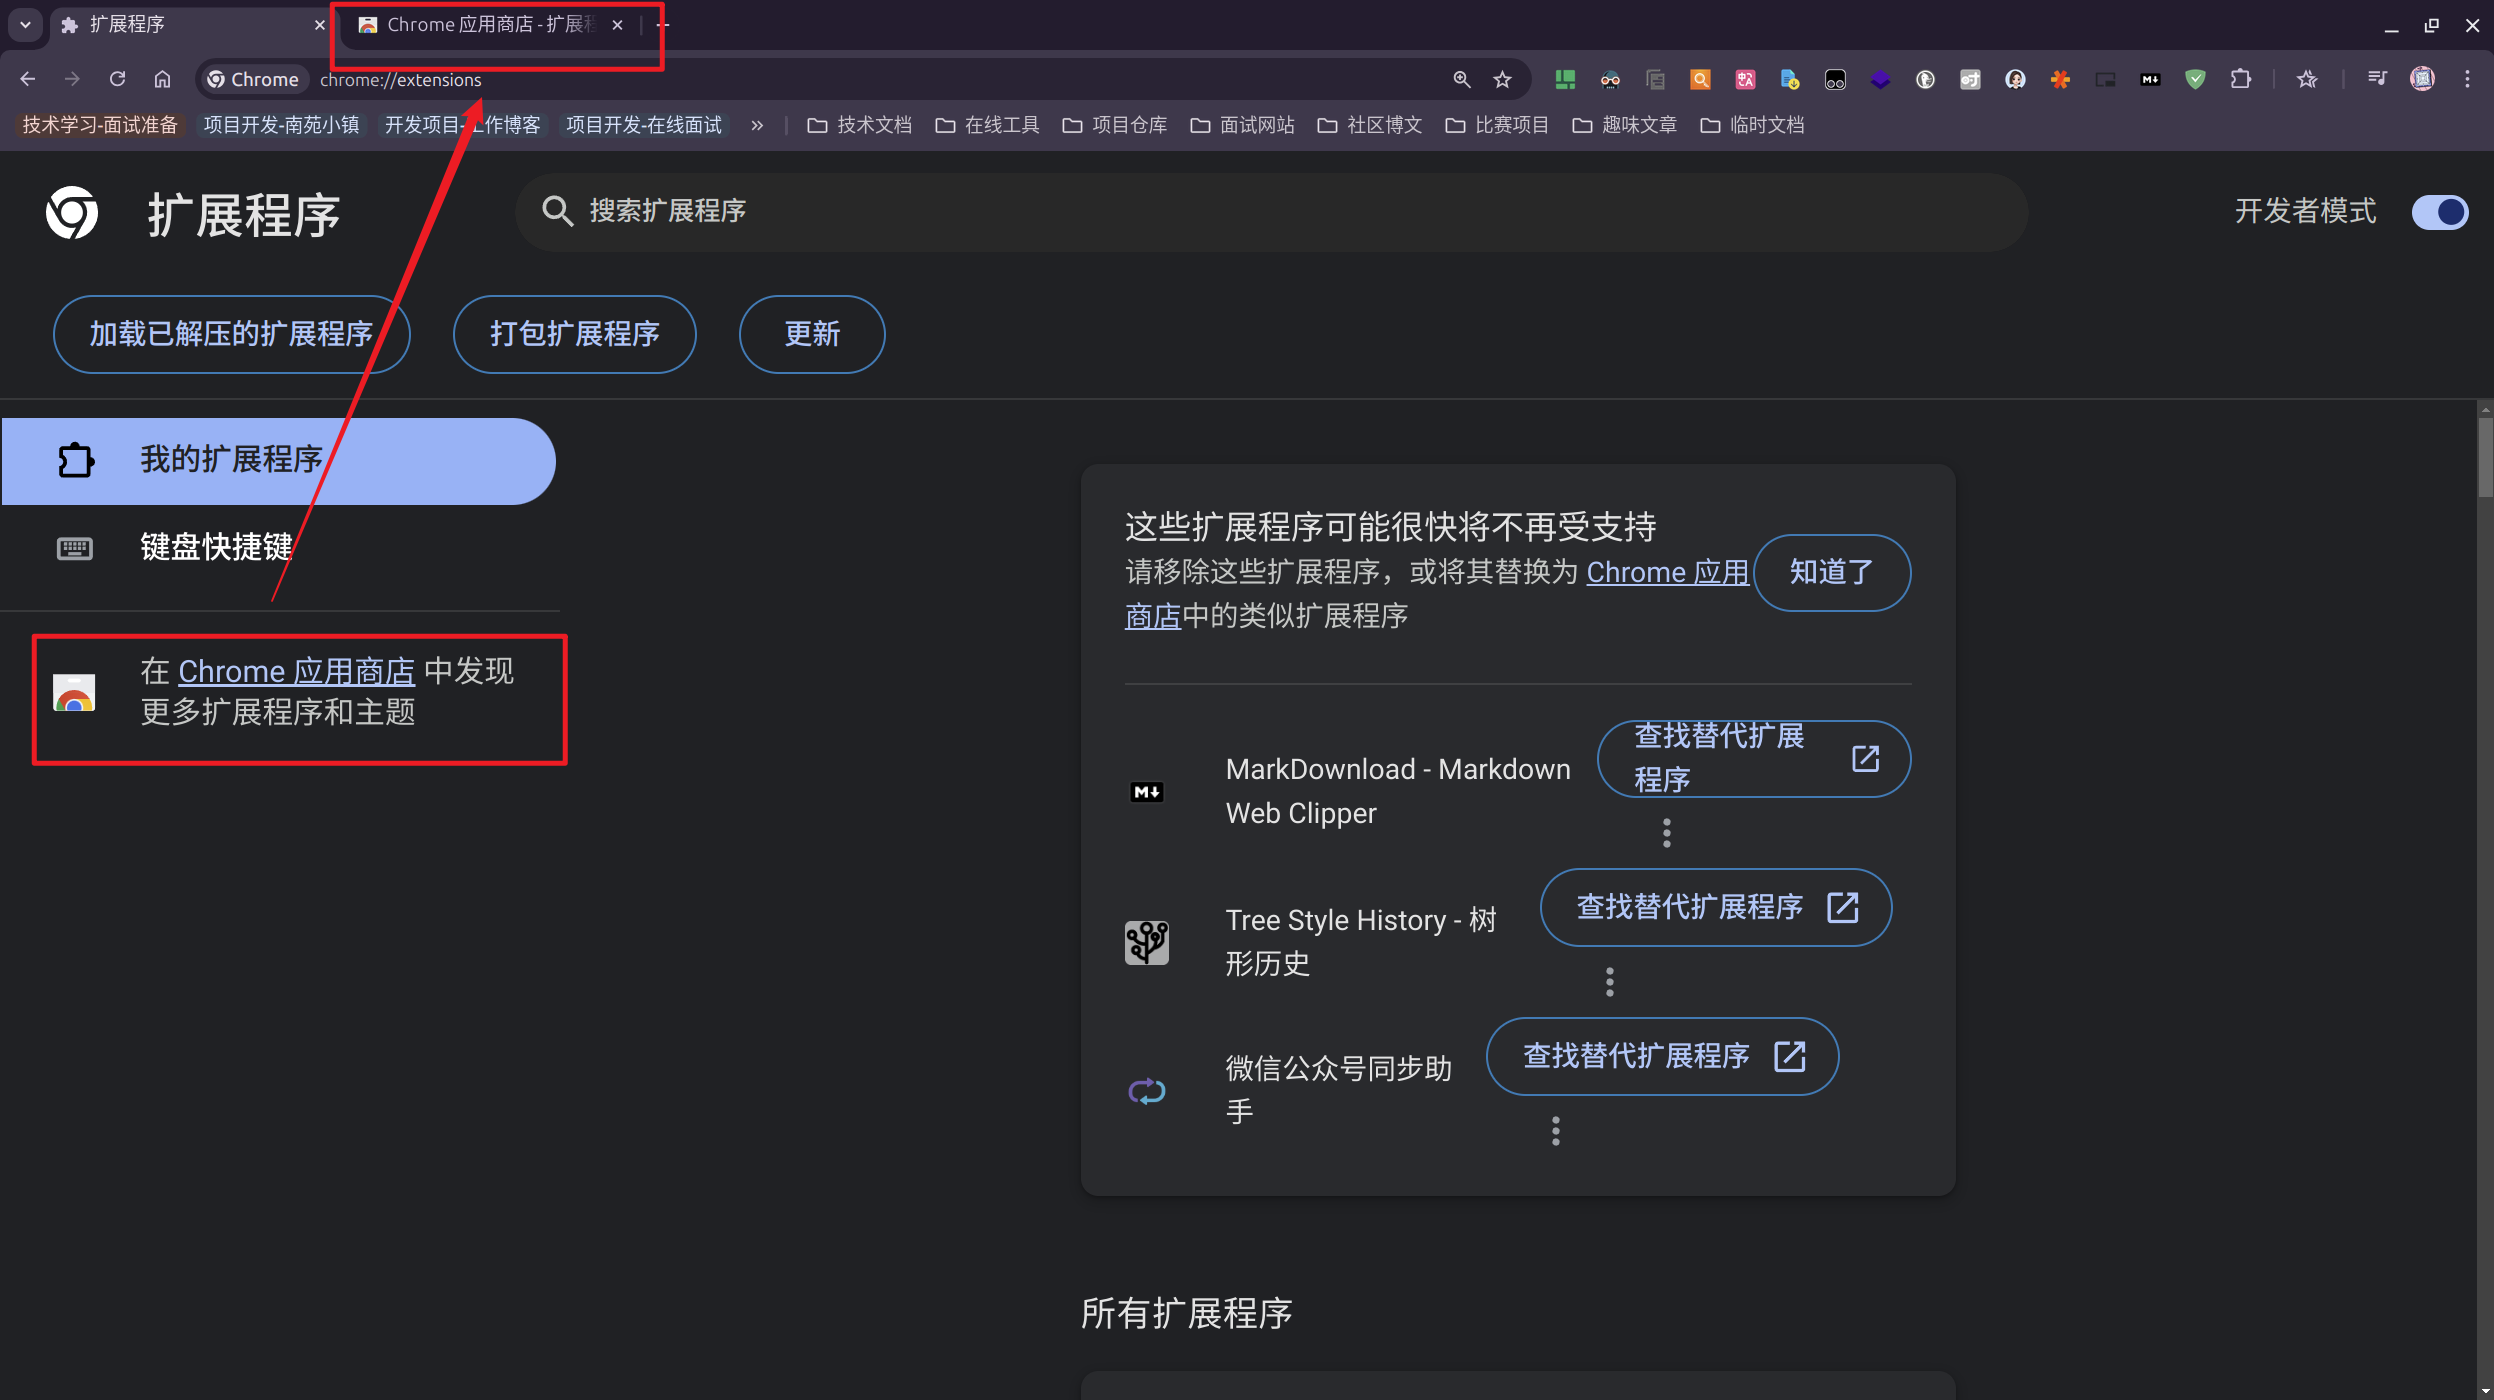 扩展程序
Chrome 应用商店 - 扩展程
Chrome
chrome://extensions
技术学习-面试准备
项目开发-南苑小镇
开发项目-工作博客
项目开发-在线面试
技术文档
在线工具
项目仓库
面试网站
社区博文
比赛项目
趣味文章
临时文档
扩展程序
搜索扩展程序
开发者模式
加载已解压的扩展程序
打包扩展程序
更新
我的扩展程序
键盘快捷键
在 Chrome 应用商店 中发现
更多扩展程序和主题
这些扩展程序可能很快将不再受支持
请移除这些扩展程序，或将其替换为 Chrome 应用
商店中的类似扩展程序
知道了
MarkDownload - Markdown
Web Clipper
查找替代扩展
程序
Tree Style History - 树
形历史
查找替代扩展程序
微信公众号同步助
手
查找替代扩展程序
所有扩展程序